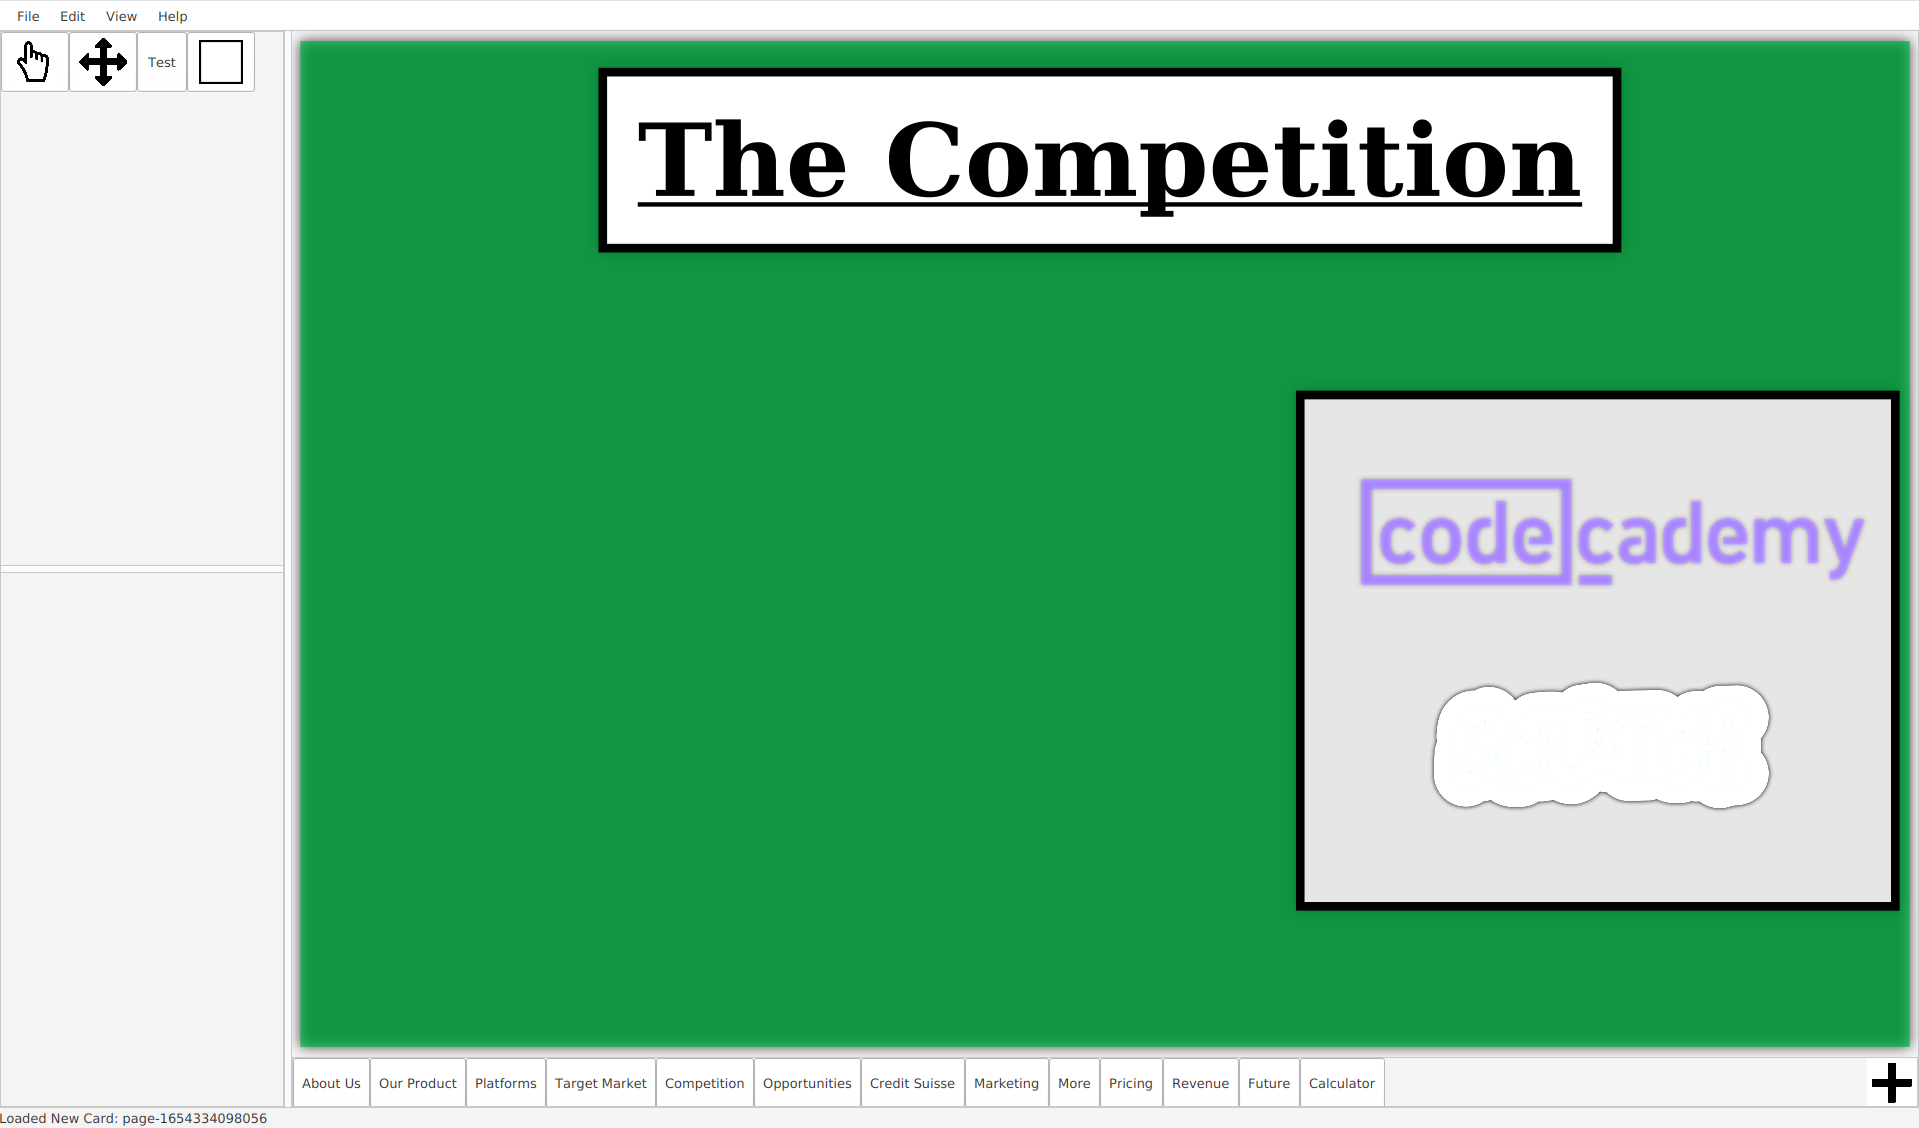 File Edit View Help
Test
The Competition
codecademy
About Us Our Product Platforms Target Market Competition Opportunities Credit Suisse Marketing More Pricing Revenue Future Calculator
Loaded New Card: page-1654334098056